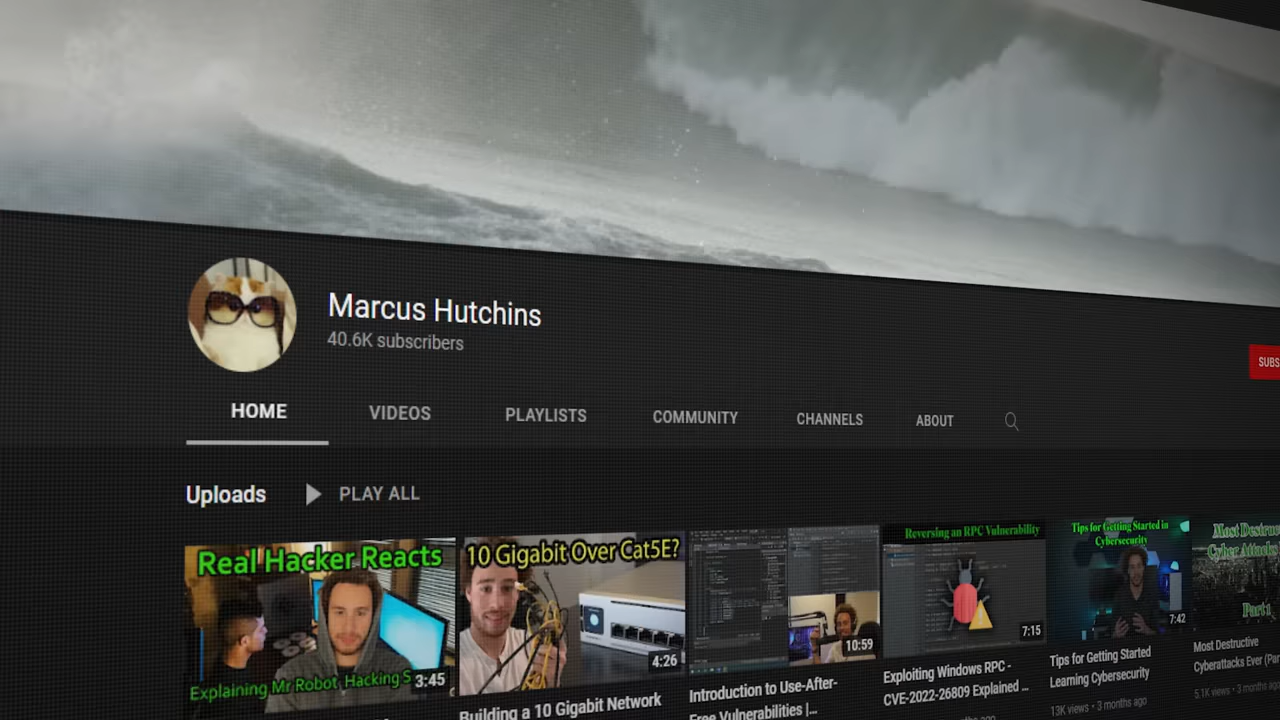 Marcus Hutchins
40.6K subscribers
SUBS
HOME
VIDEOS
PLAYLISTS
COMMUNITY
CHANNELS
ABOUT
Uploads
PLAY ALL
Real Hacker Reacts
Explaining Mr Robot Hacking S
3:45
10 Gigabit Over Cat5E?
4:26
Building a 10 Gigabit Network
10:59
Introduction to Use-After-
Free Vulnerabilities |...
Reversing an RPC Vulnerability
7:15
Exploiting Windows RPC -
CVE-2022-26809 Explained ...
Tips for Getting Started in
Cybersecurity
7:42
Tips for Getting Started
Learning Cybersecurity
13K views • 3 months ago
Most Destruc
Cyber Attacks
Part 1
Most Destructive
Cyberattacks Ever (Par
5.1K views • 3 months